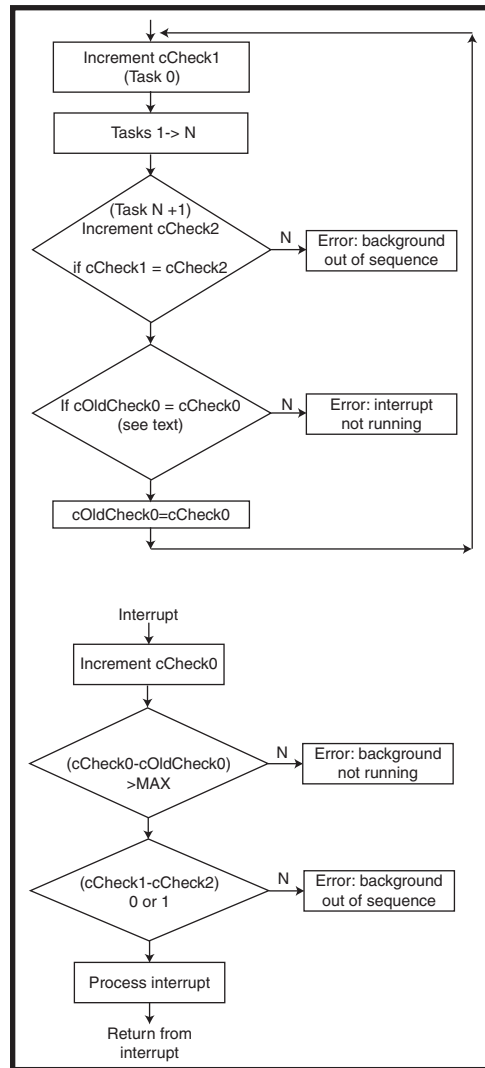 Increment cCheck1
(Task 0)
Tasks 1-> N
(Task N +1)
Increment cCheck2
if cCheck1 = cCheck2
N
Error: background
out of sequence
If cOldCheck0 = cCheck0
(see text)
N
Error: interrupt
not running
cOldCheck0=cCheck0
Interrupt
Increment cCheck0
(cCheck0-cOldCheck0)
>MAX
N
Error: background
not running
(cCheck1-cCheck2)
0 or 1
N
Error: background
out of sequence
Process interrupt
Return from
interrupt